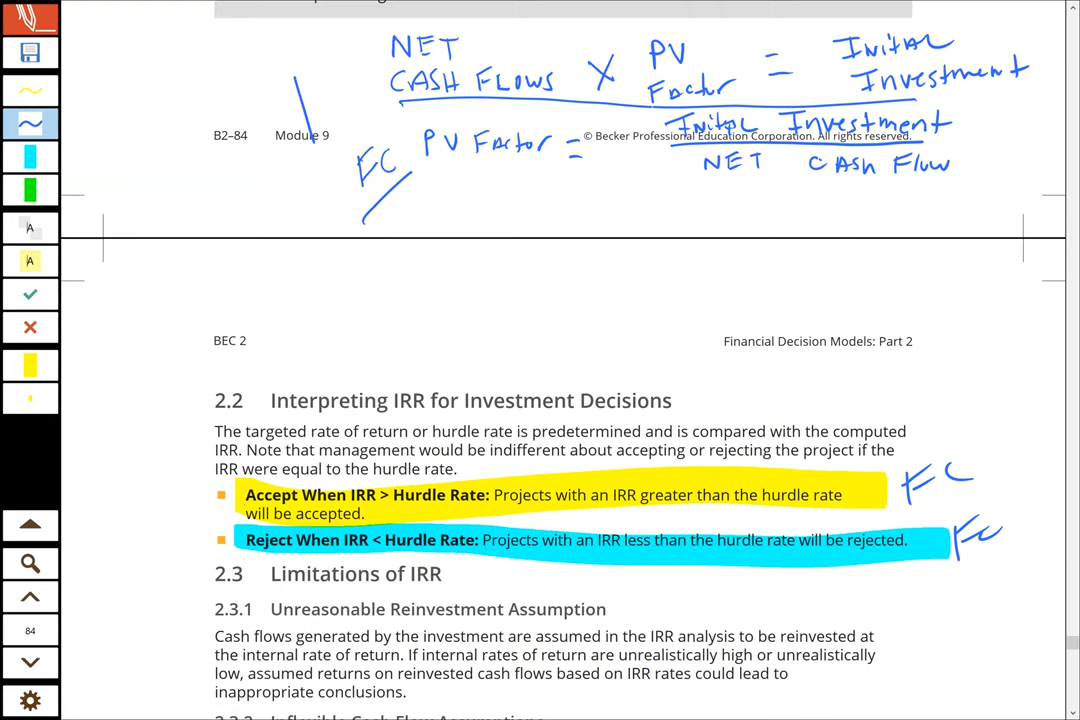 NET
CASH FLOWS X PV Factor = Inital Investment
B2–84 Module 9 © Becker Professional Education Corporation. All rights reserved.
FC PV Factor = Inital Investment
NET CASH Flow
BEC 2 Financial Decision Models: Part 2
2.2 Interpreting IRR for Investment Decisions
The targeted rate of return or hurdle rate is predetermined and is compared with the computed
IRR. Note that management would be indifferent about accepting or rejecting the project if the
IRR were equal to the hurdle rate.
Accept When IRR > Hurdle Rate: Projects with an IRR greater than the hurdle rate
will be accepted.
FC
Reject When IRR < Hurdle Rate: Projects with an IRR less than the hurdle rate will be rejected.
FC
2.3 Limitations of IRR
2.3.1 Unreasonable Reinvestment Assumption
Cash flows generated by the investment are assumed in the IRR analysis to be reinvested at
the internal rate of return. If internal rates of return are unrealistically high or unrealistically
low, assumed returns on reinvested cash flows based on IRR rates could lead to
inappropriate conclusions.
84